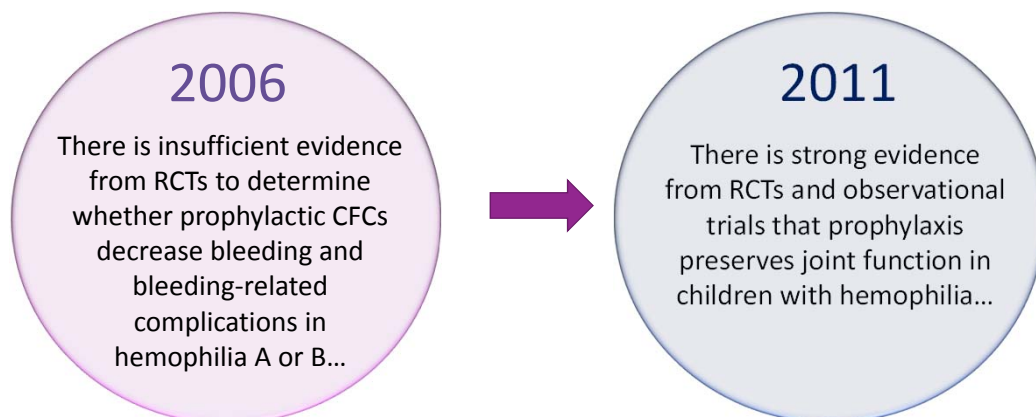 2006
There is insufficient evidence
from RCTs to determine
whether prophylactic CFCs
decrease bleeding and
bleeding-related
complications in
hemophilia A or B…
2011
There is strong evidence
from RCTs and observational
trials that prophylaxis
preserves joint function in
children with hemophilia…